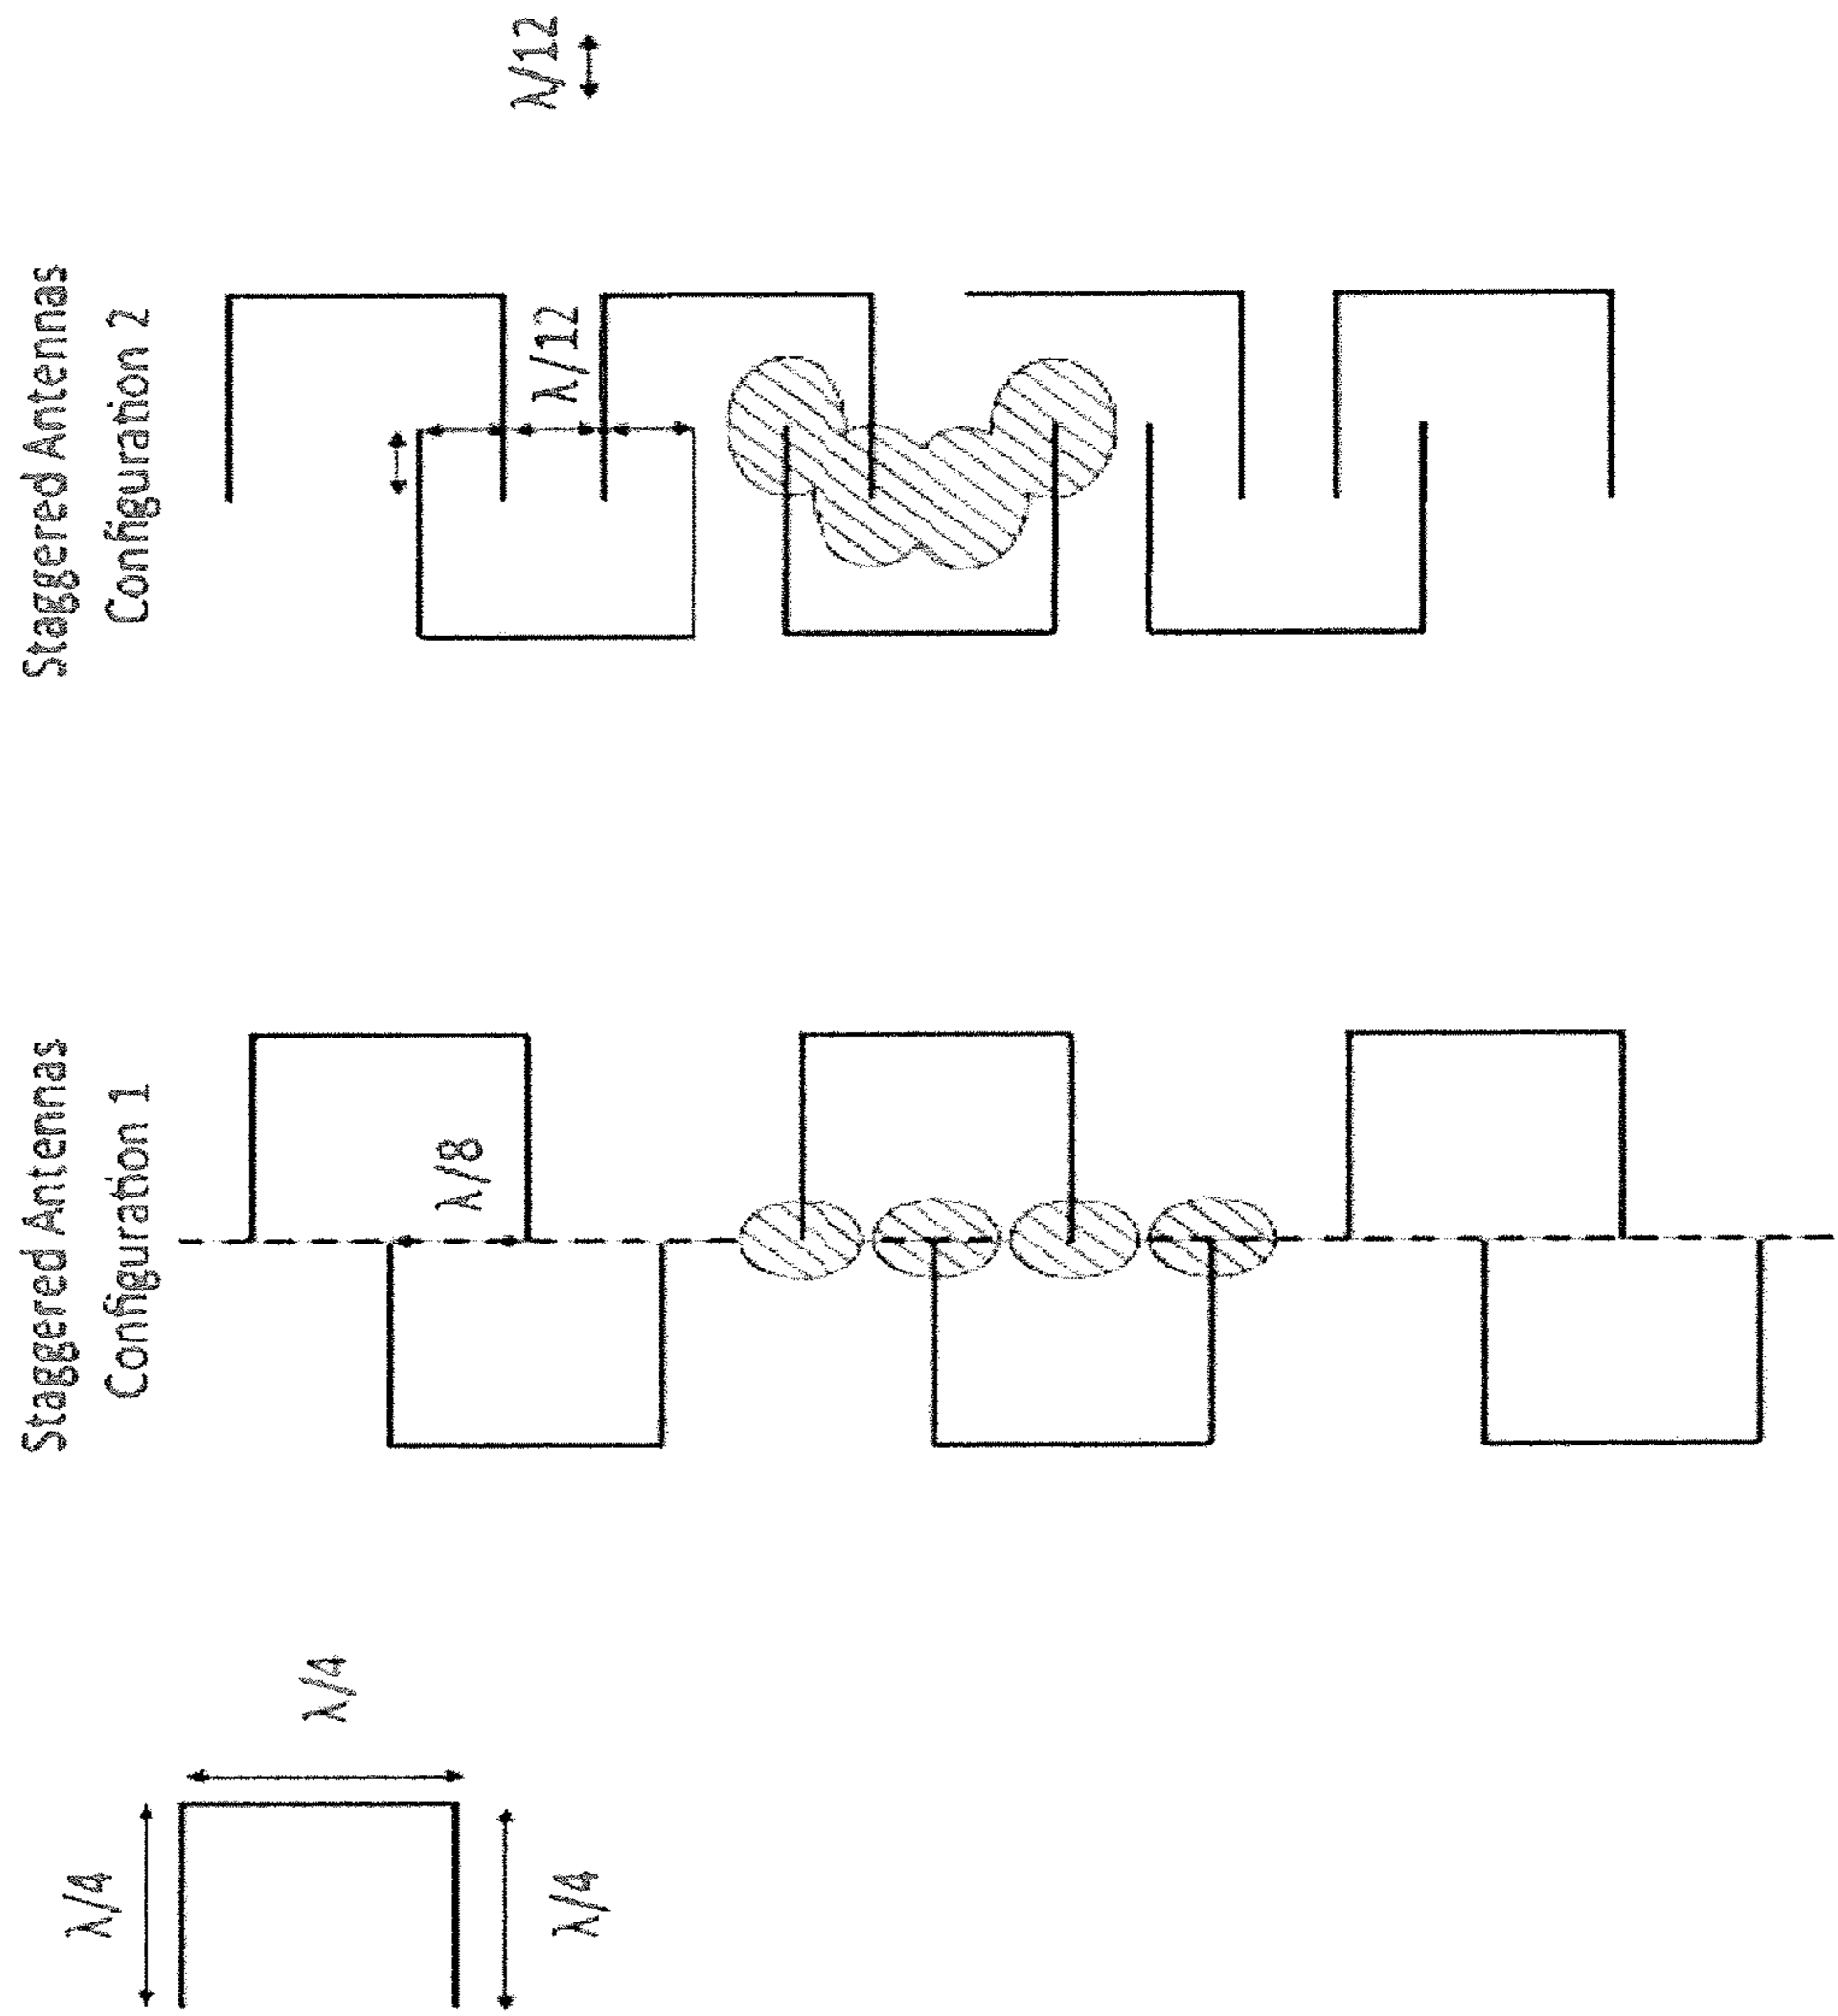 λ/4
λ/4
λ/4
Staggered Antennas
Configuration 1
λ/8
Staggered Antennas
Configuration 2
λ/12
λ/12